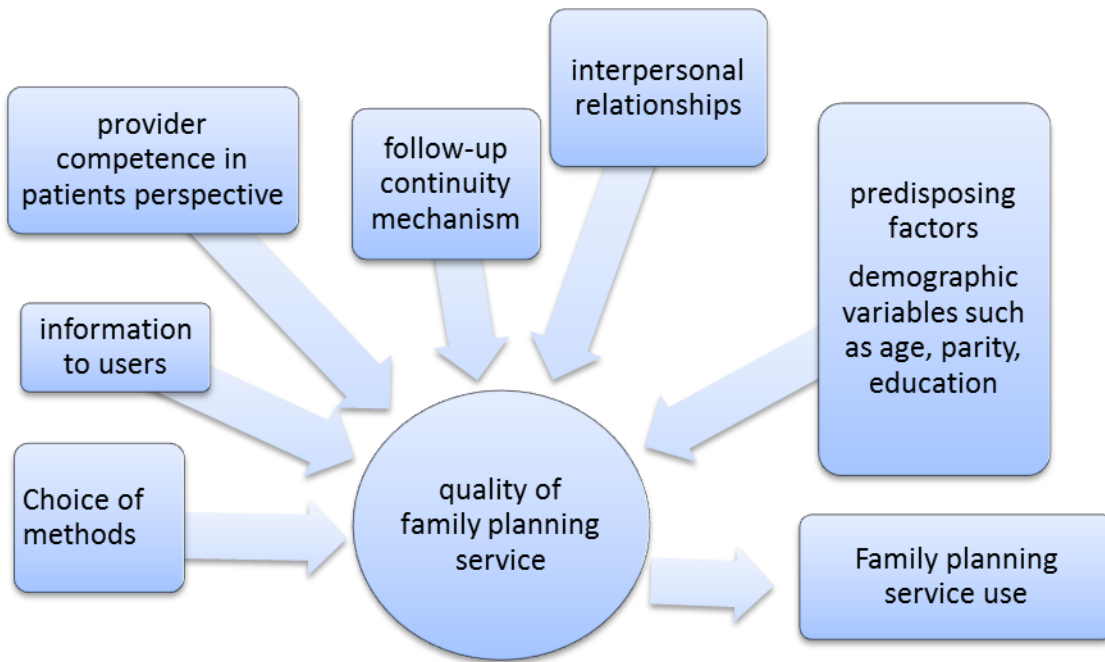 provider
competence in
patients perspective
follow-up
continuity
mechanism
interpersonal
relationships
predisposing
factors
demographic
variables such
as age, parity,
education
information
to users
Choice of
methods
quality of
family planning
service
Family planning
service use